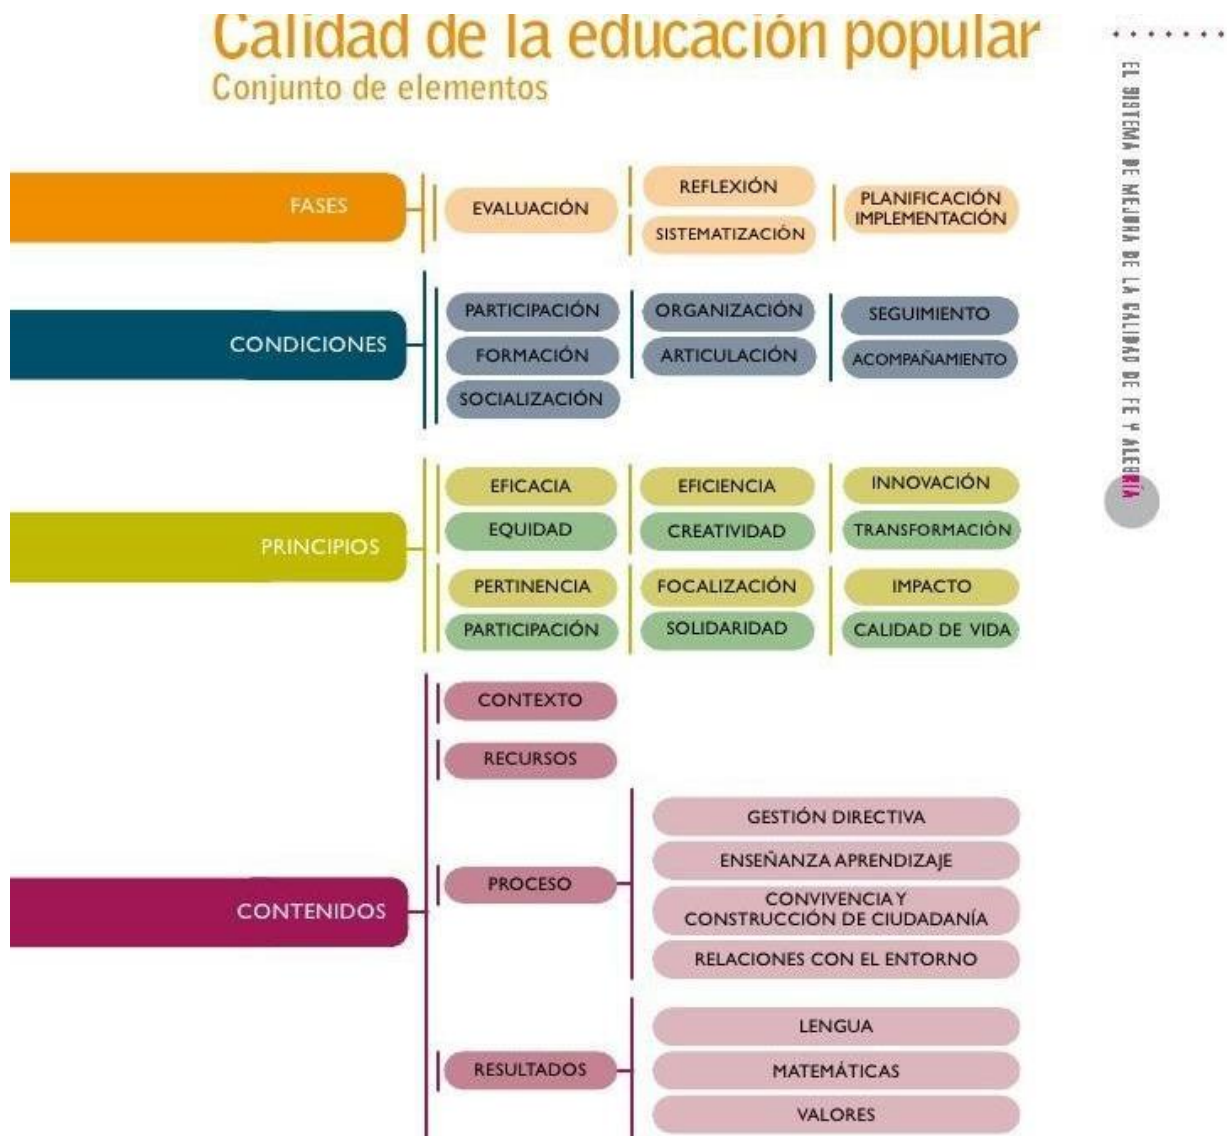 Calidad de la educación popular
Conjunto de elementos
EL SISTEMA DE MEJORA DE LA CALIDAD DE FE Y ALEGRÍA
FASES
EVALUACIÓN
REFLEXIÓN
SISTEMATIZACIÓN
PLANIFICACIÓN
IMPLEMENTACIÓN
CONDICIONES
PARTICIPACIÓN
FORMACIÓN
SOCIALIZACIÓN
ORGANIZACIÓN
ARTICULACIÓN
SEGUIMIENTO
ACOMPAÑAMIENTO
PRINCIPIOS
EFICACIA
EQUIDAD
EFICIENCIA
CREATIVIDAD
INNOVACIÓN
TRANSFORMACIÓN
PERTINENCIA
PARTICIPACIÓN
FOCALIZACIÓN
SOLIDARIDAD
IMPACTO
CALIDAD DE VIDA
CONTENIDOS
CONTEXTO
RECURSOS
PROCESO
GESTIÓN DIRECTIVA
ENSEÑANZA APRENDIZAJE
CONVIVENCIA Y
CONSTRUCCIÓN DE CIUDADANÍA
RELACIONES CON EL ENTORNO
RESULTADOS
LENGUA
MATEMÁTICAS
VALORES